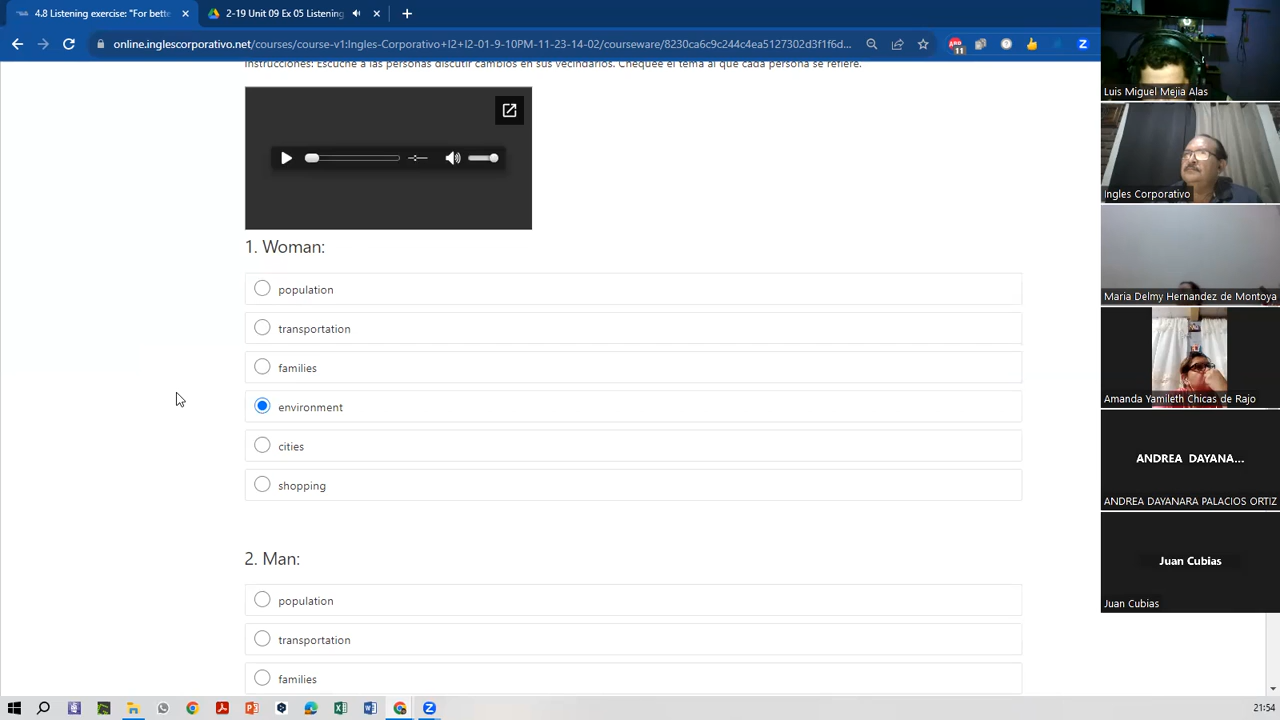 4.8 Listening exercise: "For bette
2-19 Unit 09 Ex 05 Listening
online.inglescorporativo.net/courses/course-v1:Ingles-Corporativo+I2+I2-01-9-10PM-11-23-14-02/courseware/8230ca6c9c244c4ea5127302d3f1f6d...
11
Instrucciones: Escuche a las personas discutir cambios en sus vecindarios. Chequee el tema al que cada persona se refiere.
1. Woman:
population
transportation
families
environment
cities
shopping
2. Man:
population
transportation
families
Luis Miguel Mejia Alas
Ingles Corporativo
Maria Delmy Hernandez de Montoya
Amanda Yamileth Chicas de Rajo
ANDREA DAYANA...
ANDREA DAYANARA PALACIOS ORTIZ
Juan Cubias
Juan Cubias
21:54